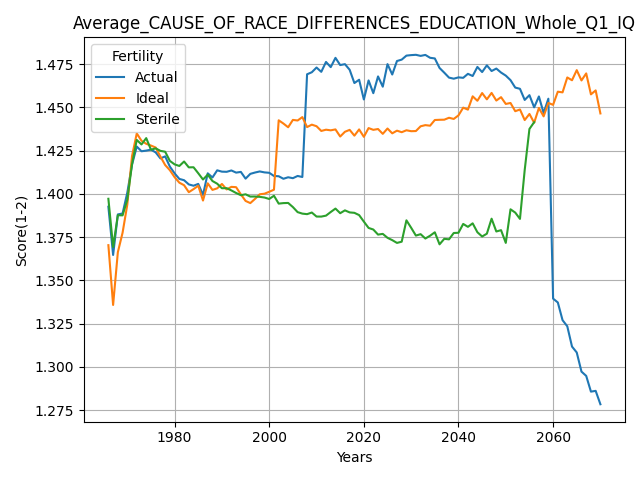 Average_CAUSE_OF_RACE_DIFFERENCES_EDUCATION_Whole_Q1_IQ
Fertility
Actual
Ideal
Sterile
Score(1-2)
1.475
1.450
1.425
1.400
1.375
1.350
1.325
1.300
1.275
1980
2000
2020
2040
2060
Years